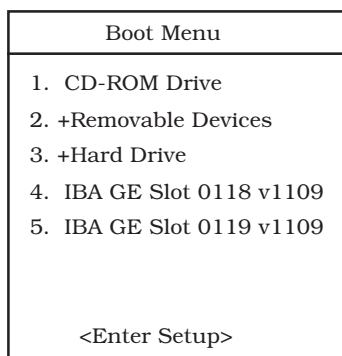 Boot Menu
1. CD-ROM Drive
2. +Removable Devices
3. +Hard Drive
4. IBA GE Slot 0118 v1109
5. IBA GE Slot 0119 v1109
<Enter Setup>